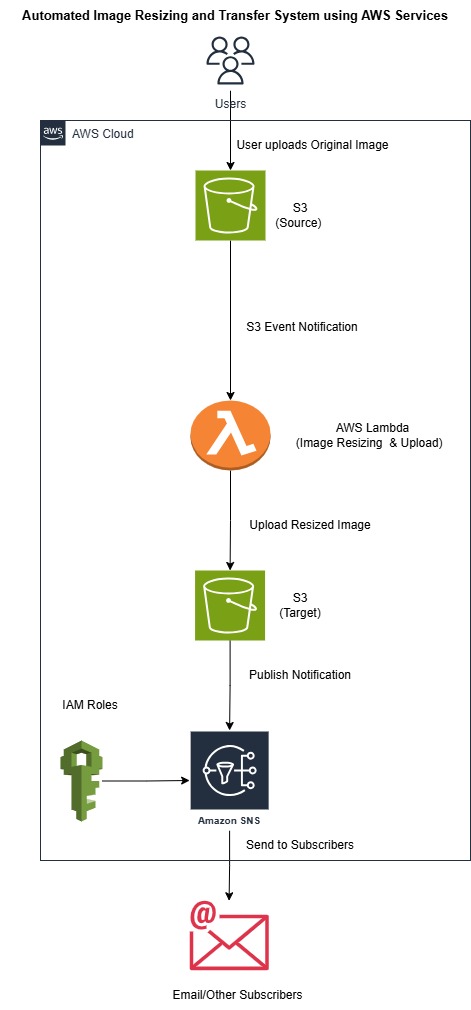 Automated Image Resizing and Transfer System using AWS Services
Users
aws
AWS Cloud
User uploads Original Image
S3
(Source)
S3 Event Notification
AWS Lambda
(Image Resizing & Upload)
Upload Resized Image
S3
(Target)
Publish Notification
IAM Roles
Amazon SNS
Send to Subscribers
@
Email/Other Subscribers